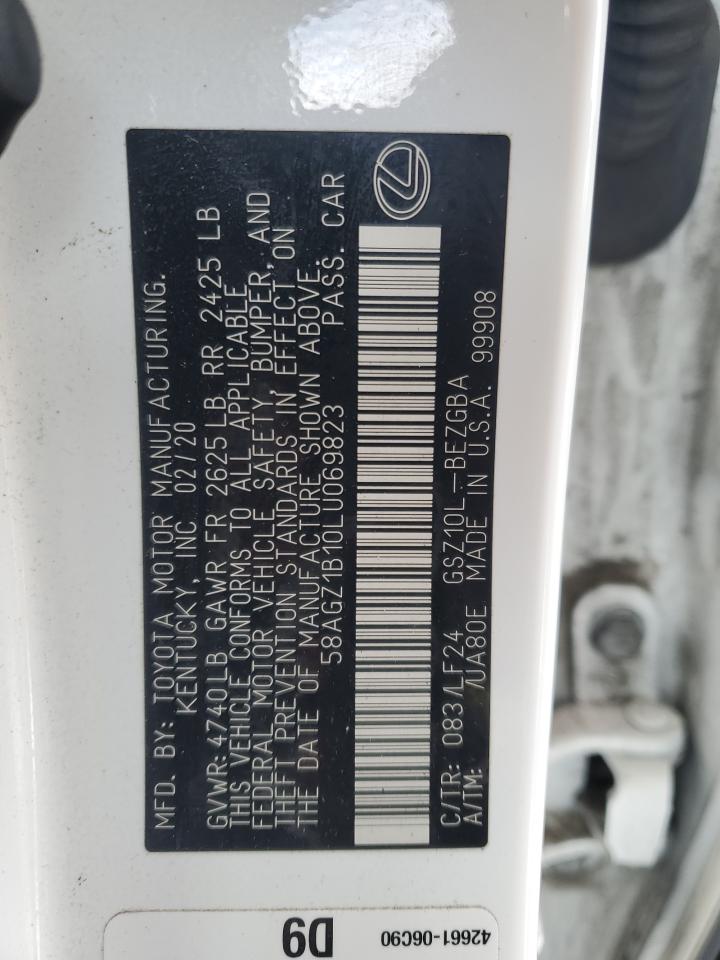 MFD. BY: TOYOTA MOTOR MANUFACTURING.
KENTUCKY, INC. 02/20
GVWR: 4740LB GAWR FR 2625LB RR 2425 LB
THIS VEHICLE CONFORMS TO ALL APPLICABLE
FEDERAL MOTOR VEHICLE SAFETY, BUMPER, AND
THEFT PREVENTION STANDARDS IN EFFECT ON
THE DATE OF MANUFACTURE SHOWN ABOVE.
58AGZ1B10LU069823 PASS. CAR
C/TR: 083/LF24 GSZ10L-BEZGBA
A/TM: /UA80E MADE IN U.S.A. 99908
D9
42661-06C90